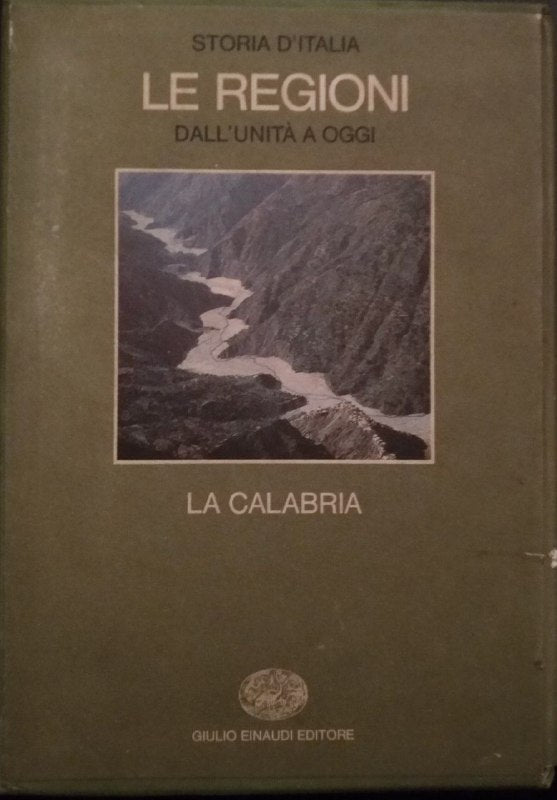 STORIA D'ITALIA
LE REGIONI
DALL'UNITÀ A OGGI
LA CALABRIA
GIULIO EINAUDI EDITORE